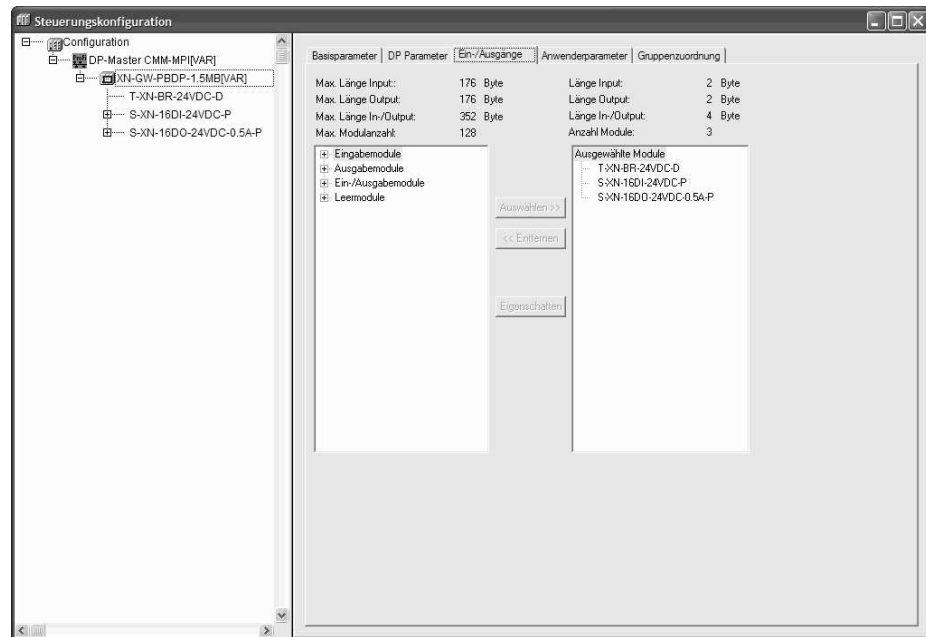 Steuerungskonfiguration
Configuration
DP-Master CMM-MPI[VAR]
XN-GW-PBDP-1.5MB[VAR]
T-XN-BR-24VDC-D
S-XN-16DI-24VDC-P
S-XN-16DO-24VDC-0.5A-P
Basisparameter DP Parameter Ein-/Ausgänge Anwenderparameter Gruppenzuordnung
Max. Länge Input:: 176 Byte Länge Input: 2 Byte
Max. Länge Output: 176 Byte Länge Output: 2 Byte
Max. Länge In-/Output: 352 Byte Länge In-/Output: 4 Byte
Max. Modulanzahl: 128 Anzahl Module: 3
Eingabemodule
Ausgabemodule
Ein-/Ausgabemodule
Leermodule
Auswählen >>
<< Entfernen
Eigenschaften
Ausgewählte Module
T-XN-BR-24VDC-D
S-XN-16DI-24VDC-P
S-XN-16DO-24VDC-0.5A-P